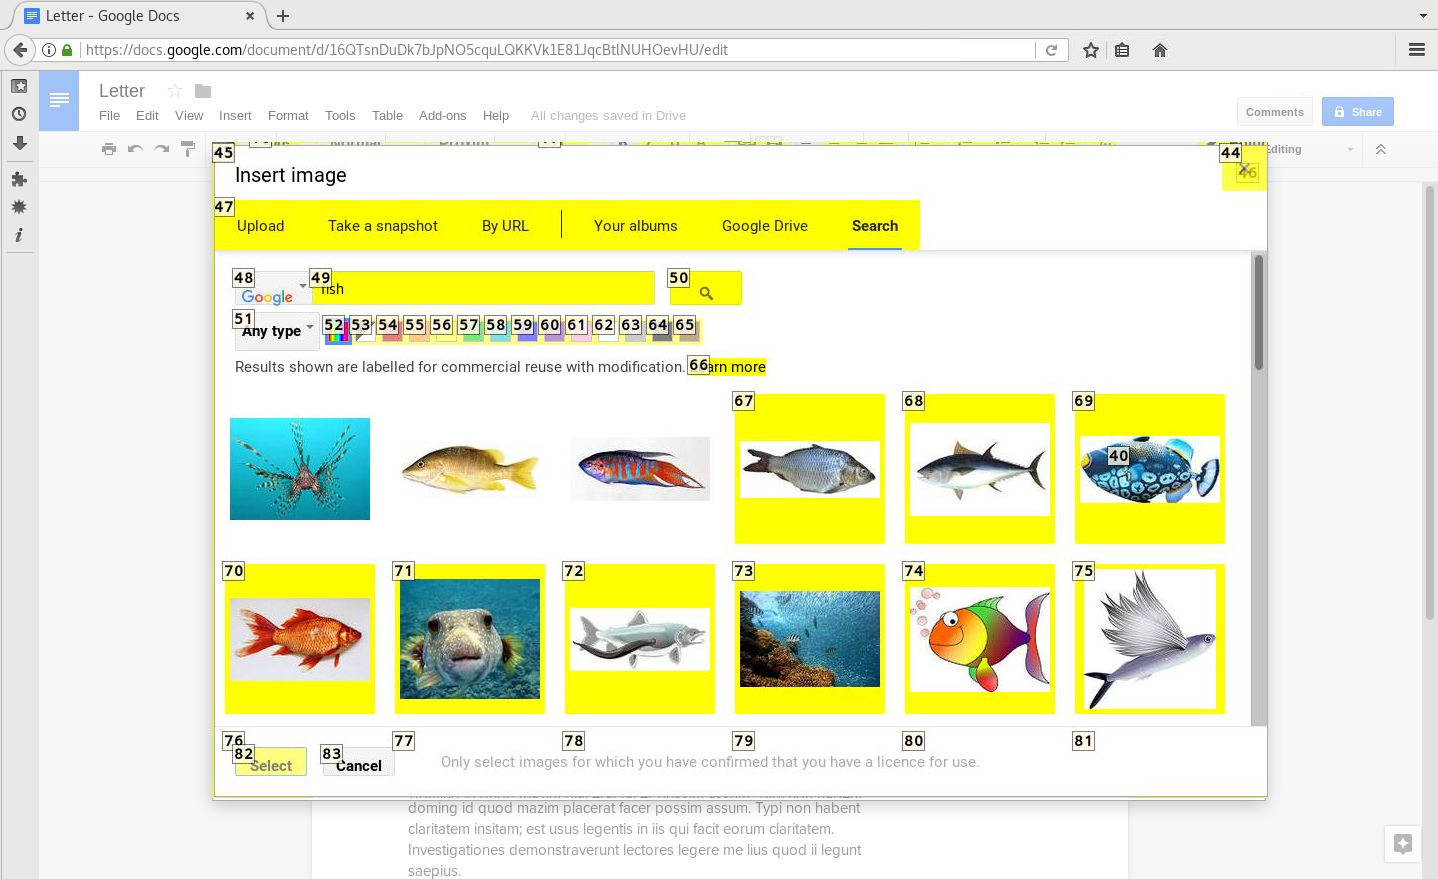 Letter - Google Docs
https://docs.google.com/document/d/16QTsnDuDk7bJpNO5cquLQKKVk1E81JqcBtlNUHOevHU/edit
Letter
File Edit View Insert Format Tools Table Add-ons Help All changes saved in Drive
Comments Share
Editing
45 44
46
Insert image
47
Upload Take a snapshot By URL Your albums Google Drive Search
48 49 50
Google fish
51 52 53 54 55 56 57 58 59 60 61 62 63 64 65
Any type
Results shown are labelled for commercial reuse with modification. 66 arn more
67 68 69
40
70 71 72 73 74 75
76 77 78 79 80 81
82 83
Select Cancel Only select images for which you have confirmed that you have a licence for use.
doming id quod mazim placerat facer possim assum. Typi non habent
claritatem insitam; est usus legentis in iis qui facit eorum claritatem.
Investigationes demonstraverunt lectores legere me lius quod ii legunt
saepius.